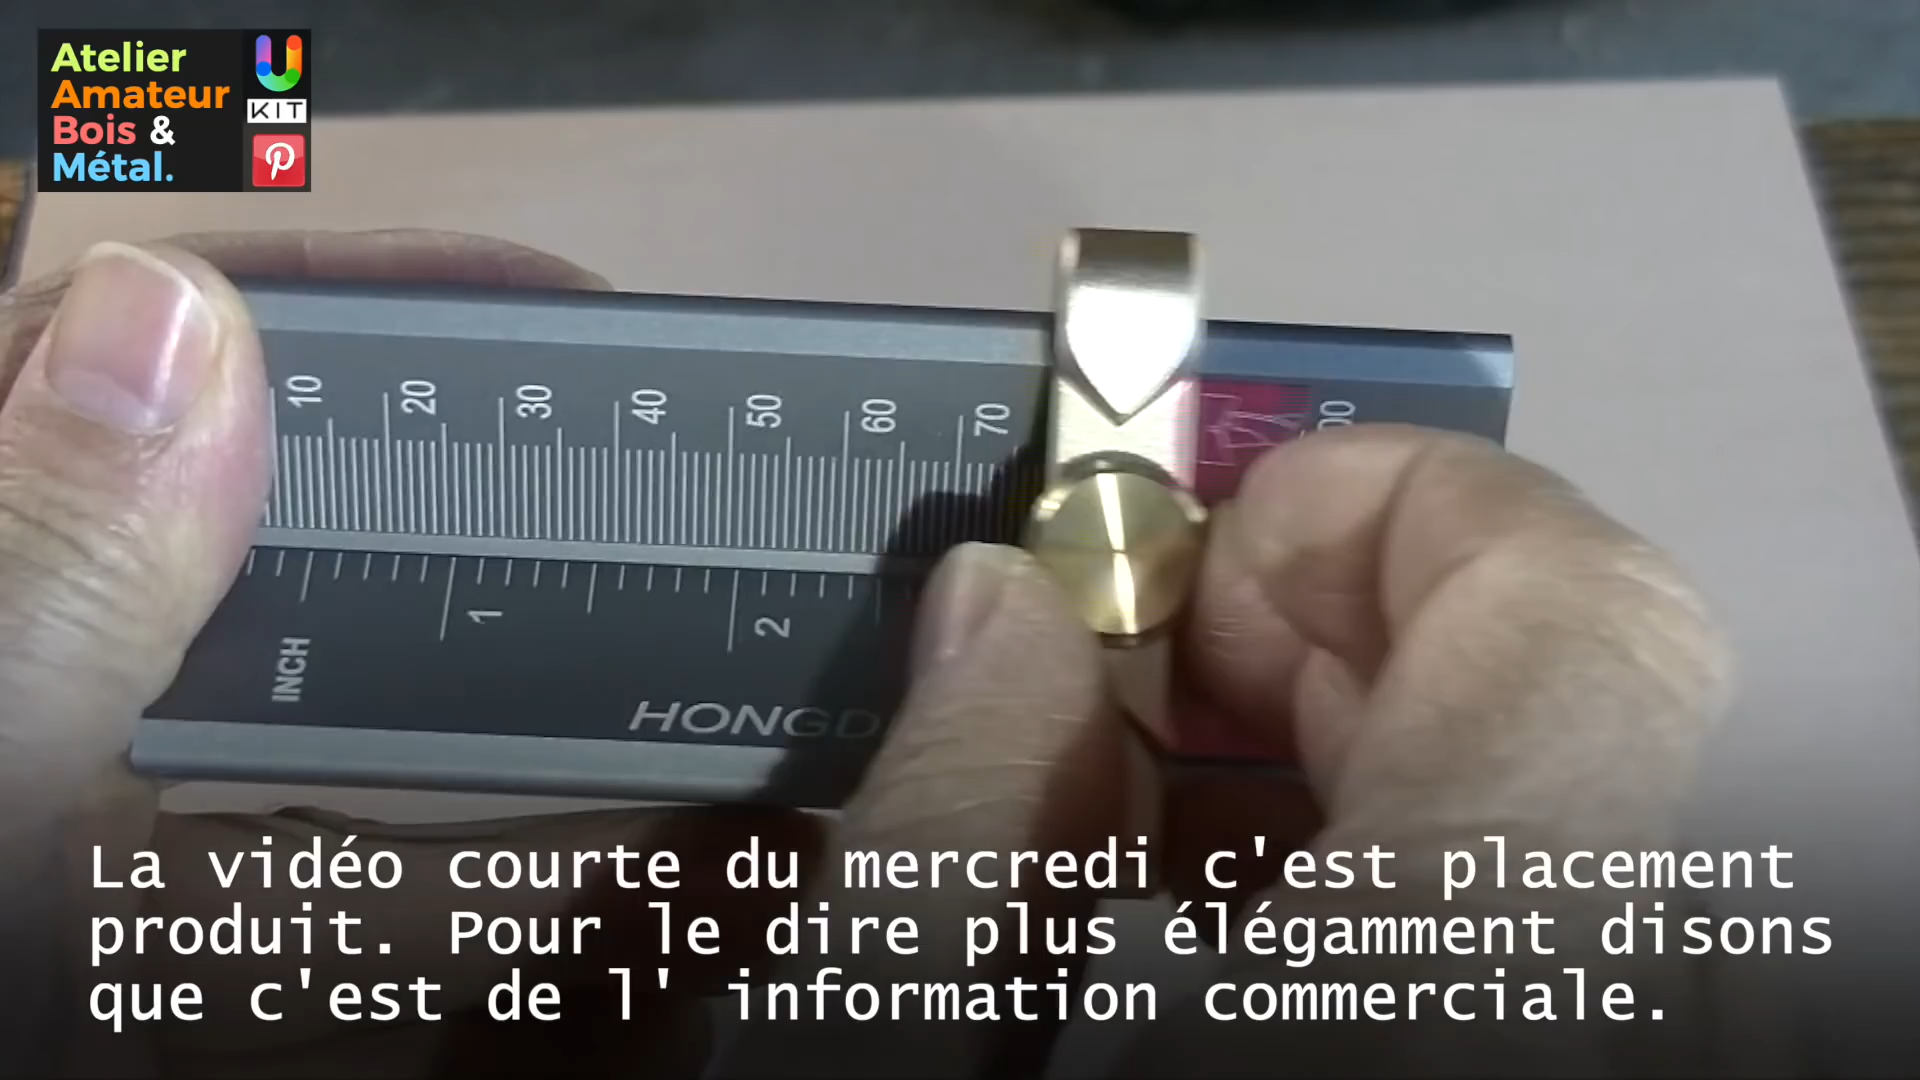 Atelier
Amateur
Bois &
Métal.
U
KIT
10 20 30 40 50 60 70
1 2
INCH
HONGD
La vidéo courte du mercredi c'est placement
produit. Pour le dire plus élégamment disons
que c'est de l' information commerciale.